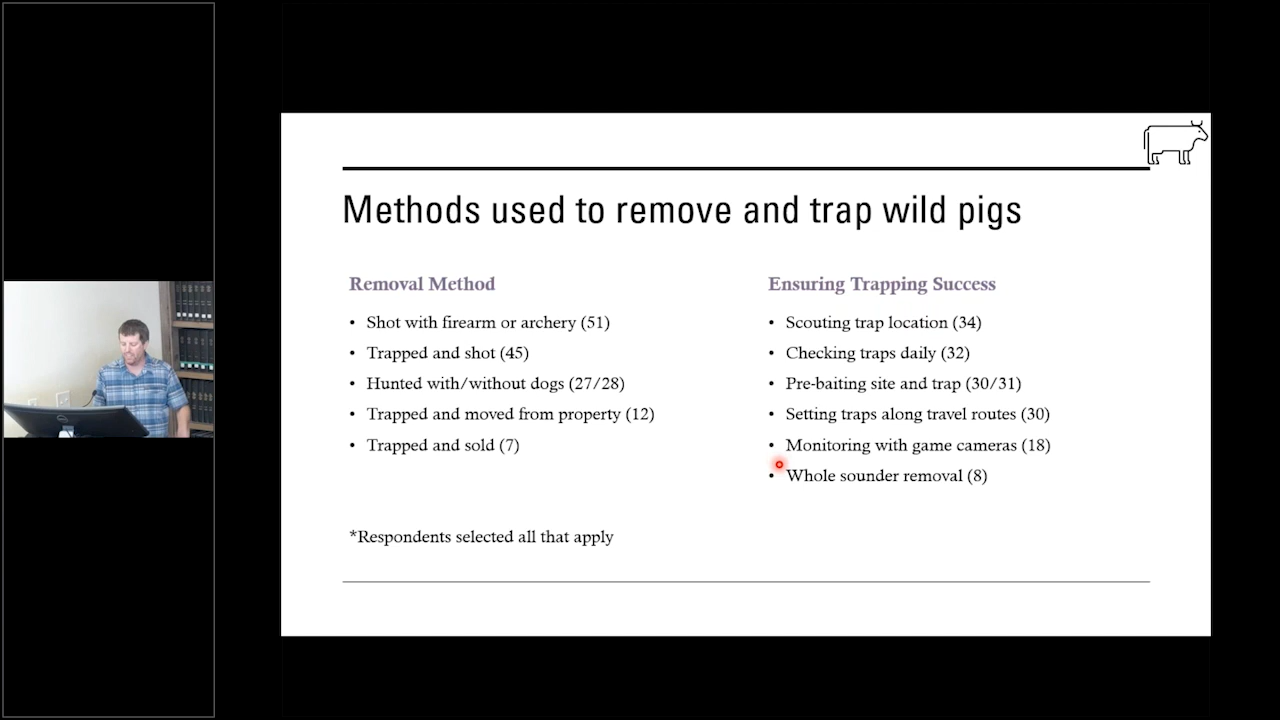 Methods used to remove and trap wild pigs
Removal Method
• Shot with firearm or archery (51)
• Trapped and shot (45)
• Hunted with/without dogs (27/28)
• Trapped and moved from property (12)
• Trapped and sold (7)
*Respondents selected all that apply
Ensuring Trapping Success
• Scouting trap location (34)
• Checking traps daily (32)
• Pre-baiting site and trap (30/31)
• Setting traps along travel routes (30)
• Monitoring with game cameras (18)
• Whole sounder removal (8)